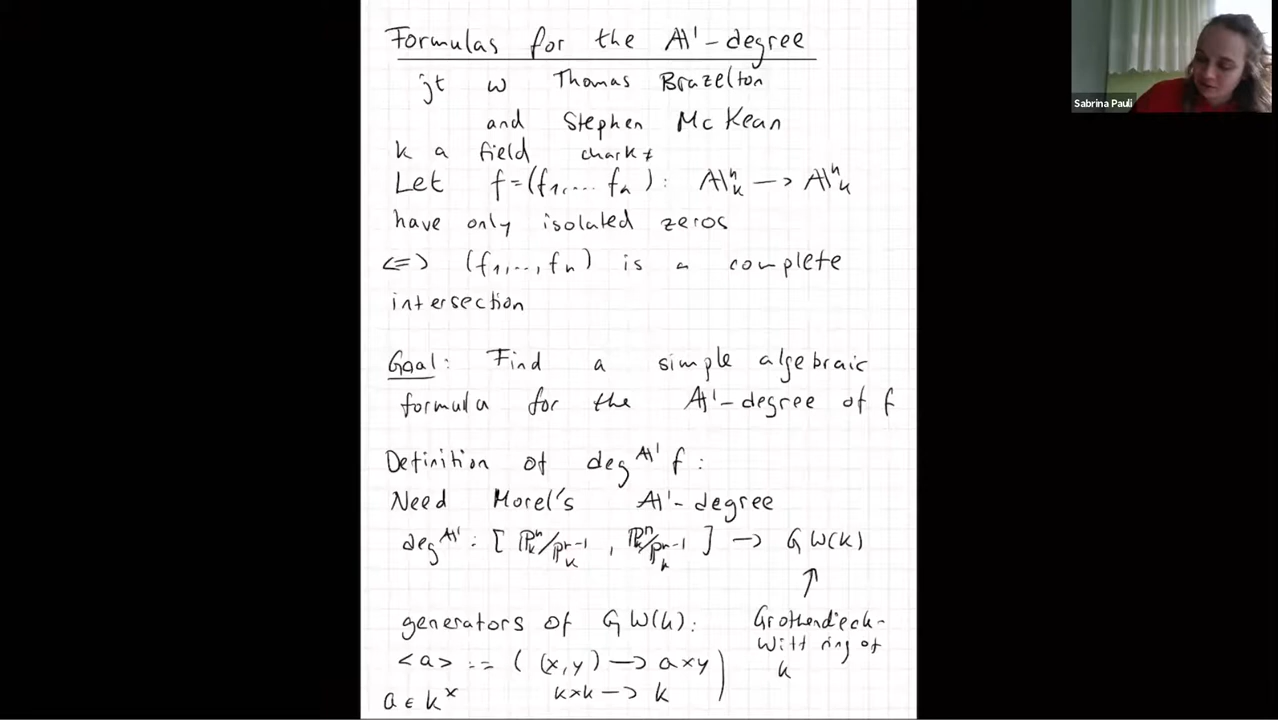 Formulas for the A¹-degree
jt w Thomas Brazelton
and Stephen McKean
k a field char k ≠
Let f=(f₁,... fₙ): Aⁿₖ → Aⁿₖ
have only isolated zeros
⇔ (f₁,..,fₙ) is a complete
intersection
Goal: Find a simple algebraic
formula for the A¹-degree of f
Definition of deg^A¹ f:
Need Morel's A¹-degree
deg^A¹: [ Pⁿₖ/Pⁿ⁻¹ₖ , Pⁿₖ/Pⁿ⁻¹ₖ ] → GW(k)
↑
generators of GW(k): Grothendieck-
Witt ring of
k
<a> := ( (x,y) → axy
a ∈ k^× k×k → k )
Sabrina Pauli